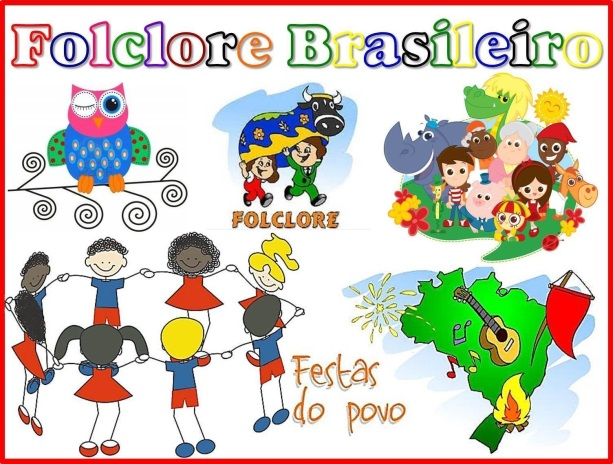 Folclore Brasileiro
FOLCLORE
Festas
do povo